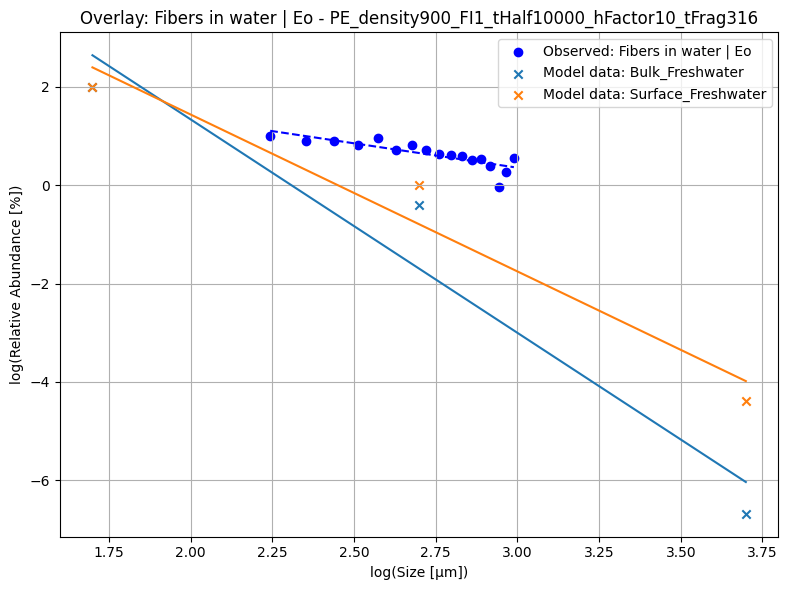 Overlay: Fibers in water | Eo - PE_density900_FI1_tHalf10000_hFactor10_tFrag316
Observed: Fibers in water | Eo
Model data: Bulk_Freshwater
Model data: Surface_Freshwater
log(Relative Abundance [%])
2
0
−2
−4
−6
1.75 2.00 2.25 2.50 2.75 3.00 3.25 3.50 3.75
log(Size [μm])